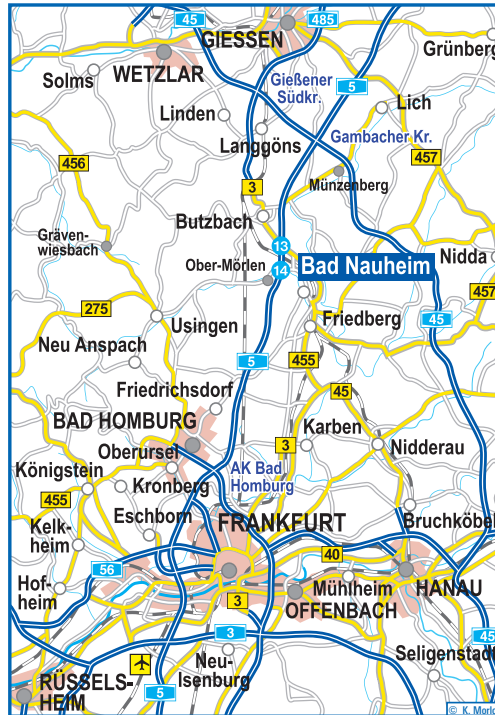 45
485
GIESSEN
Grünberg
WETZLAR
Solms
Gießener
Südkr.
5
Linden
Lich
Langgöns
Gambacher Kr.
456
457
3
Münzenberg
Butzbach
Gräven-
wiesbach
13
Ober-Mörlen
14
Bad Nauheim
Nidda
275
457
Usingen
Friedberg
45
Neu Anspach
5
455
45
Friedrichsdorf
BAD HOMBURG
Oberursel
3
Karben
Nidderau
Königstein
Kronberg
AK Bad
Homburg
455
Eschborn
FRANKFURT
Bruchköbel
Kelk-
heim
40
56
Hof-
heim
Mühlheim
HANAU
3
OFFENBACH
3
45
Neu-
Isenburg
Seligenstadt
RÜSSELS-
HEIM
5